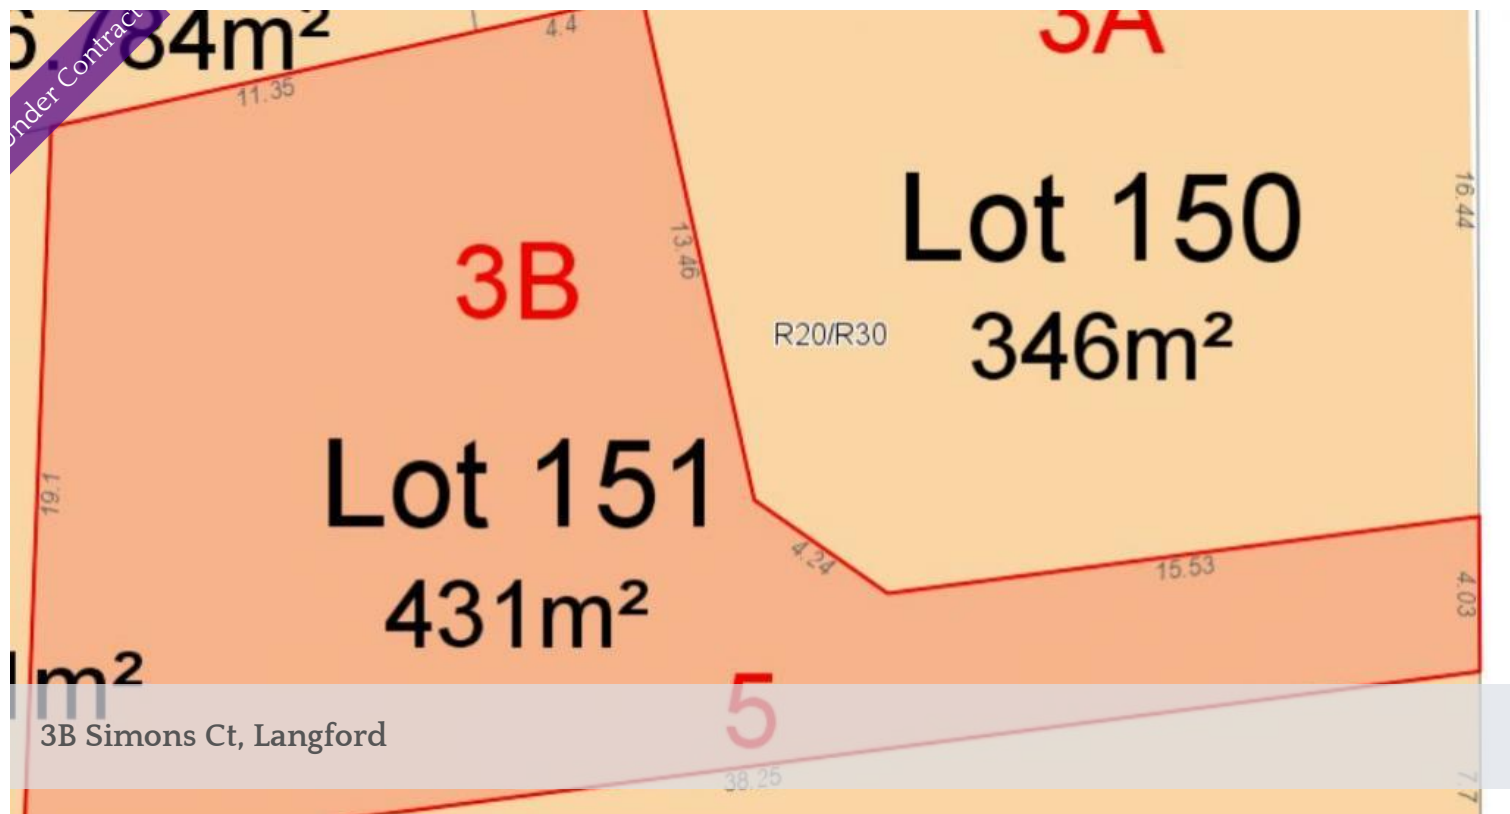 Under Contract
84m²
4.4
11.35
3A
16.44
Lot 150
346m²
13.46
3B
R20/R30
Lot 151
431m²
19.1
4.24
15.53
4.03
m²
5
3B Simons Ct, Langford
38.25
7.7